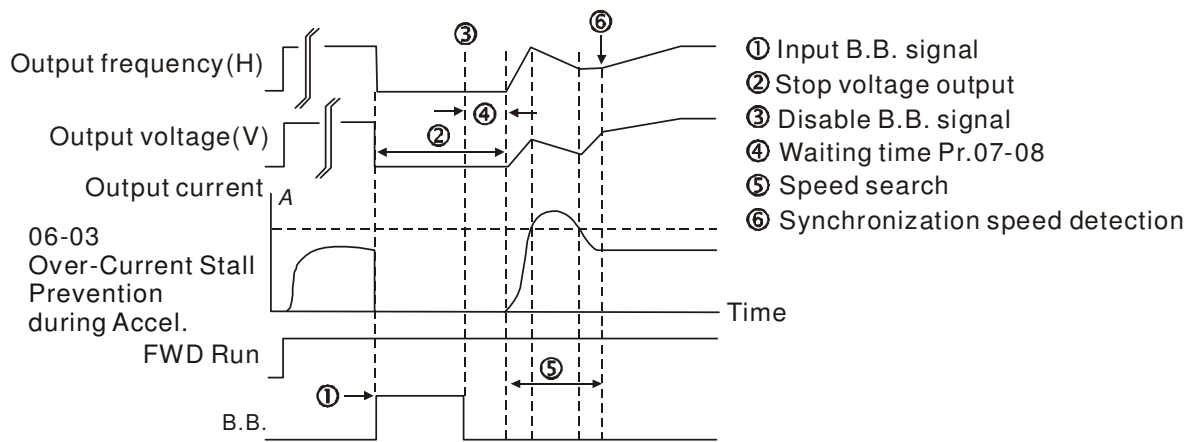 Output frequency(H)
Output voltage(V)
Output current
A
06-03
Over-Current Stall
Prevention
during Accel.
FWD Run
B.B.
Time
③
⑥
④
②
⑤
①
① Input B.B. signal
② Stop voltage output
③ Disable B.B. signal
④ Waiting time Pr.07-08
⑤ Speed search
⑥ Synchronization speed detection